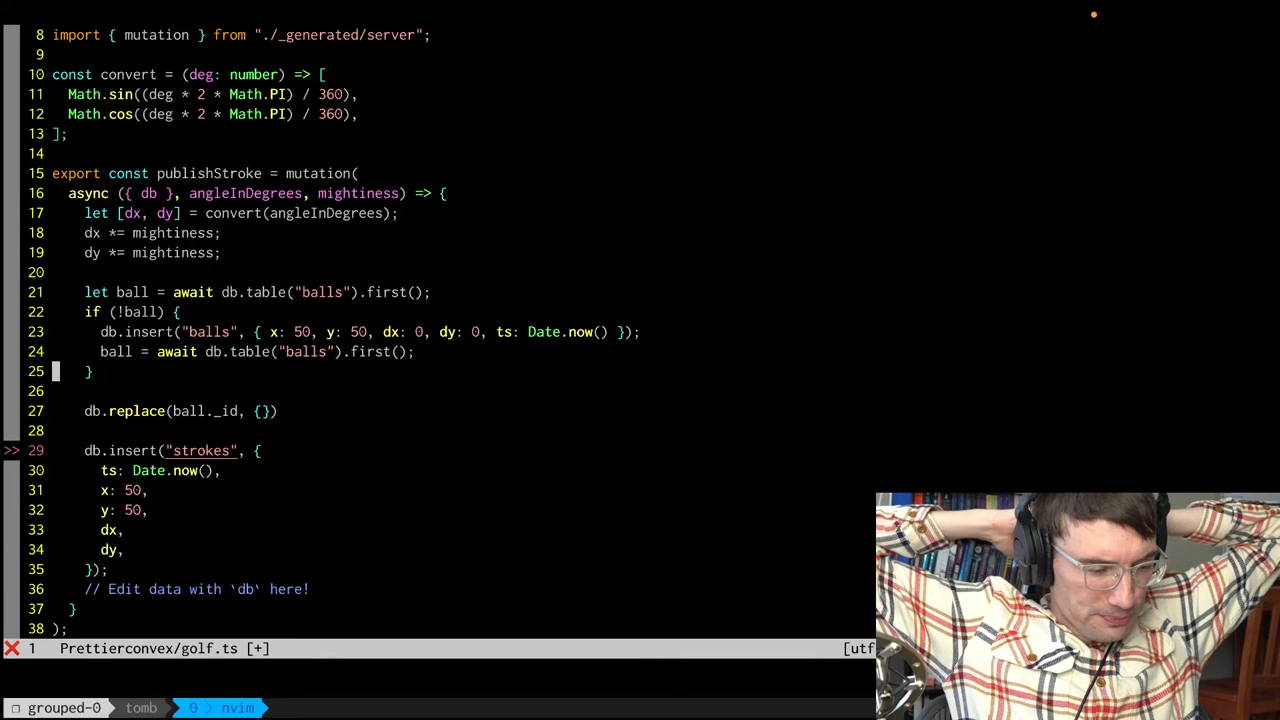 8 import { mutation } from "./_generated/server";
9
10 const convert = (deg: number) => [
11   Math.sin((deg * 2 * Math.PI) / 360),
12   Math.cos((deg * 2 * Math.PI) / 360),
13 ];
14
15 export const publishStroke = mutation(
16   async ({ db }, angleInDegrees, mightiness) => {
17     let [dx, dy] = convert(angleInDegrees);
18     dx *= mightiness;
19     dy *= mightiness;
20
21     let ball = await db.table("balls").first();
22     if (!ball) {
23       db.insert("balls", { x: 50, y: 50, dx: 0, dy: 0, ts: Date.now() });
24       ball = await db.table("balls").first();
25     }
26
27     db.replace(ball._id, {})
28
>> 29     db.insert("strokes", {
30       ts: Date.now(),
31       x: 50,
32       y: 50,
33       dx,
34       dy,
35     });
36     // Edit data with `db` here!
37   }
38 );
❌ 1 Prettierconvex/golf.ts [+] [utf
grouped-0 tomb 0 nvim